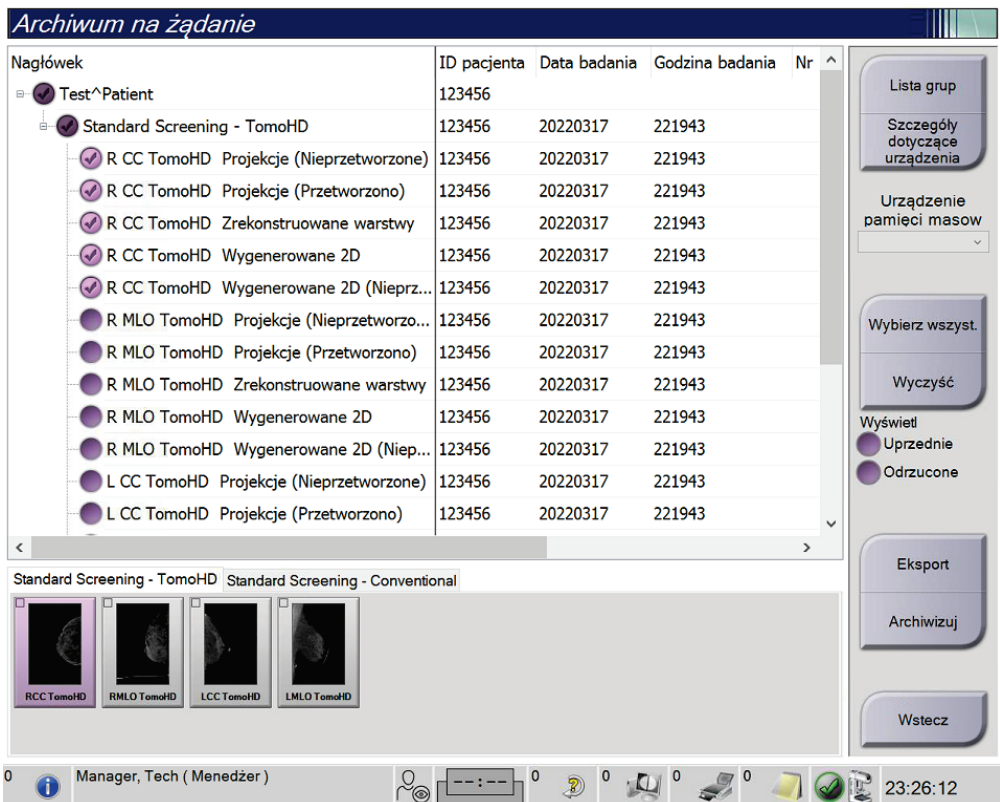 Archiwum na żądanie
Nagłówek ID pacjenta Data badania Godzina badania Nr
Test^Patient 123456
Standard Screening - TomoHD 123456 20220317 221943
R CC TomoHD Projekcje (Nieprzetworzone) 123456 20220317 221943
R CC TomoHD Projekcje (Przetworzono) 123456 20220317 221943
R CC TomoHD Zrekonstruowane warstwy 123456 20220317 221943
R CC TomoHD Wygenerowane 2D 123456 20220317 221943
R CC TomoHD Wygenerowane 2D (Nieprz... 123456 20220317 221943
R MLO TomoHD Projekcje (Nieprzetworzo... 123456 20220317 221943
R MLO TomoHD Projekcje (Przetworzono) 123456 20220317 221943
R MLO TomoHD Zrekonstruowane warstwy 123456 20220317 221943
R MLO TomoHD Wygenerowane 2D 123456 20220317 221943
R MLO TomoHD Wygenerowane 2D (Niep... 123456 20220317 221943
L CC TomoHD Projekcje (Nieprzetworzone) 123456 20220317 221943
L CC TomoHD Projekcje (Przetworzono) 123456 20220317 221943
Standard Screening - TomoHD Standard Screening - Conventional
RCC TomoHD RMLO TomoHD LCC TomoHD LMLO TomoHD
Lista grup
Szczegóły
dotyczące
urządzenia
Urządzenie
pamięci masow
Wybierz wszyst.
Wyczyść
Wyświetl
Uprzednie
Odrzucone
Eksport
Archiwizuj
Wstecz
0 Manager, Tech ( Menedżer ) --:-- 0 0 0 0 23:26:12